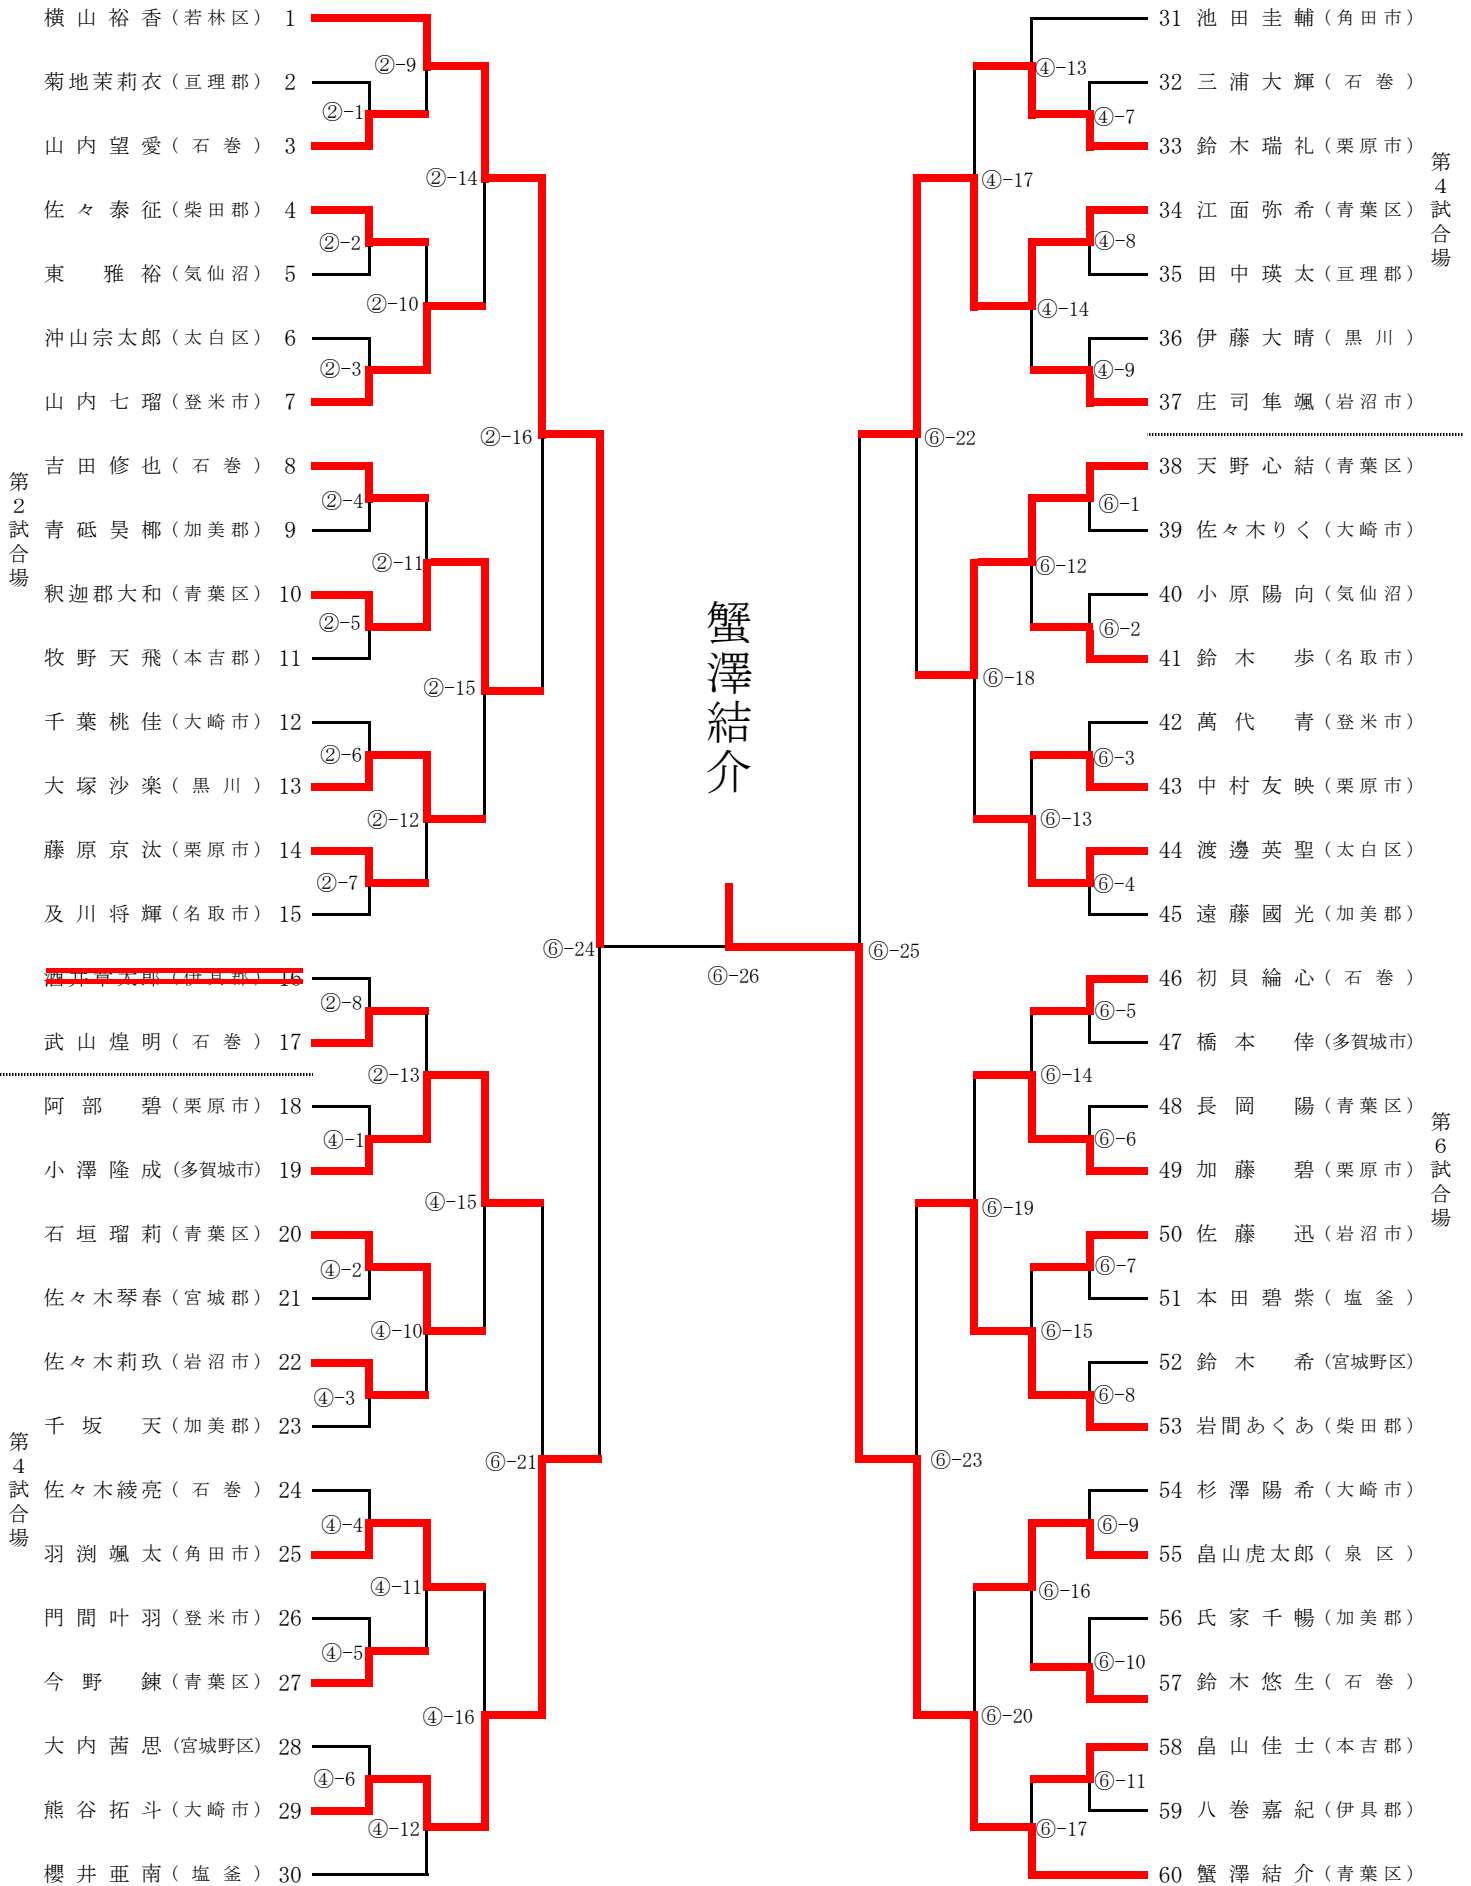 横山裕香（若林区） 1
菊地茉莉衣（亘理郡） 2
山内望愛（石巻） 3
佐々泰征（柴田郡） 4
東雅裕（気仙沼） 5
沖山宗太郎（太白区） 6
山内七瑠（登米市） 7
吉田修也（石巻） 8
青砥昊椰（加美郡） 9
釈迦郡大和（青葉区） 10
牧野天飛（本吉郡） 11
千葉桃佳（大崎市） 12
大塚沙楽（黒川） 13
藤原京汰（栗原市） 14
及川将輝（名取市） 15
（伊具郡） 16
武山煌明（石巻） 17
阿部碧（栗原市） 18
小澤隆成（多賀城市） 19
石垣瑠莉（青葉区） 20
佐々木琴春（宮城郡） 21
佐々木莉玖（岩沼市） 22
千坂天（加美郡） 23
佐々木綾亮（石巻） 24
羽渕颯太（角田市） 25
門間叶羽（登米市） 26
今野錬（青葉区） 27
大内茜思（宮城野区） 28
熊谷拓斗（大崎市） 29
櫻井亜南（塩釜） 30
第2試合場
第4試合場
②-1
②-2
②-3
②-4
②-5
②-6
②-7
②-8
④-1
④-2
④-3
④-4
④-5
④-6
②-9
②-10
②-11
②-12
②-13
④-10
④-11
④-12
②-14
②-15
④-15
④-16
②-16
⑥-21
⑥-24
蟹澤結介
⑥-26
⑥-25
⑥-22
⑥-23
④-17
⑥-18
⑥-19
⑥-20
④-13
④-14
⑥-12
⑥-13
⑥-14
⑥-15
⑥-16
⑥-17
④-7
④-8
④-9
⑥-1
⑥-2
⑥-3
⑥-4
⑥-5
⑥-6
⑥-7
⑥-8
⑥-9
⑥-10
⑥-11
31 池田圭輔（角田市）
32 三浦大輝（石巻）
33 鈴木瑞礼（栗原市）
34 江面弥希（青葉区）
35 田中瑛太（亘理郡）
36 伊藤大晴（黒川）
37 庄司隼颯（岩沼市）
38 天野心結（青葉区）
39 佐々木りく（大崎市）
40 小原陽向（気仙沼）
41 鈴木歩（名取市）
42 萬代青（登米市）
43 中村友映（栗原市）
44 渡邊英聖（太白区）
45 遠藤國光（加美郡）
46 初貝綸心（石巻）
47 橋本倖（多賀城市）
48 長岡陽（青葉区）
49 加藤碧（栗原市）
50 佐藤迅（岩沼市）
51 本田碧紫（塩釜）
52 鈴木希（宮城野区）
53 岩間あくあ（柴田郡）
54 杉澤陽希（大崎市）
55 畠山虎太郎（泉区）
56 氏家千暢（加美郡）
57 鈴木悠生（石巻）
58 畠山佳士（本吉郡）
59 八巻嘉紀（伊具郡）
60 蟹澤結介（青葉区）
第4試合場
第6試合場